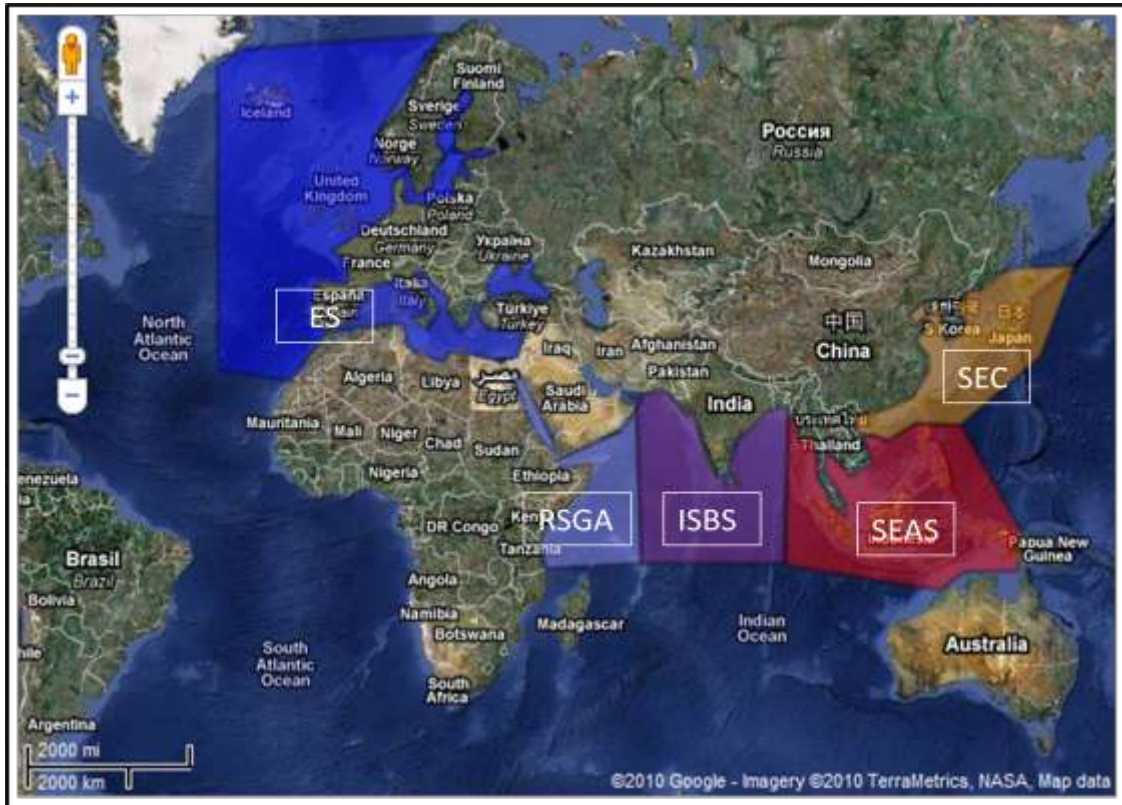 Iceland
Suomi
Finland
Sverige
Sweden
Norge
Norway
Россия
Russia
United
Kingdom
Polska
Poland
Deutschland
Germany
Україна
Ukraine
France
Kazakhstan
Mongolia
Italia
Italy
España
ES
Türkiye
Turkey
North
Atlantic
Ocean
中国
China
S Korea
日本
Japan
SEC
Iraq
Iran
Afghanistan
Pakistan
Algeria
Libya
مصر
Egypt
Saudi
Arabia
India
Mauritania
Mali
Niger
Chad
Sudan
Thailand
Nigeria
Ethiopia
enezuela
RSGA
ISBS
SEAS
DR Congo
Tanzania
Papua New
Guinea
Brasil
Brazil
Angola
Bolivia
Namibia
Botswana
Madagascar
Indian
Ocean
Australia
South
Atlantic
Ocean
South
Africa
Argentina
2000 mi
2000 km
©2010 Google - Imagery ©2010 TerraMetrics, NASA, Map data